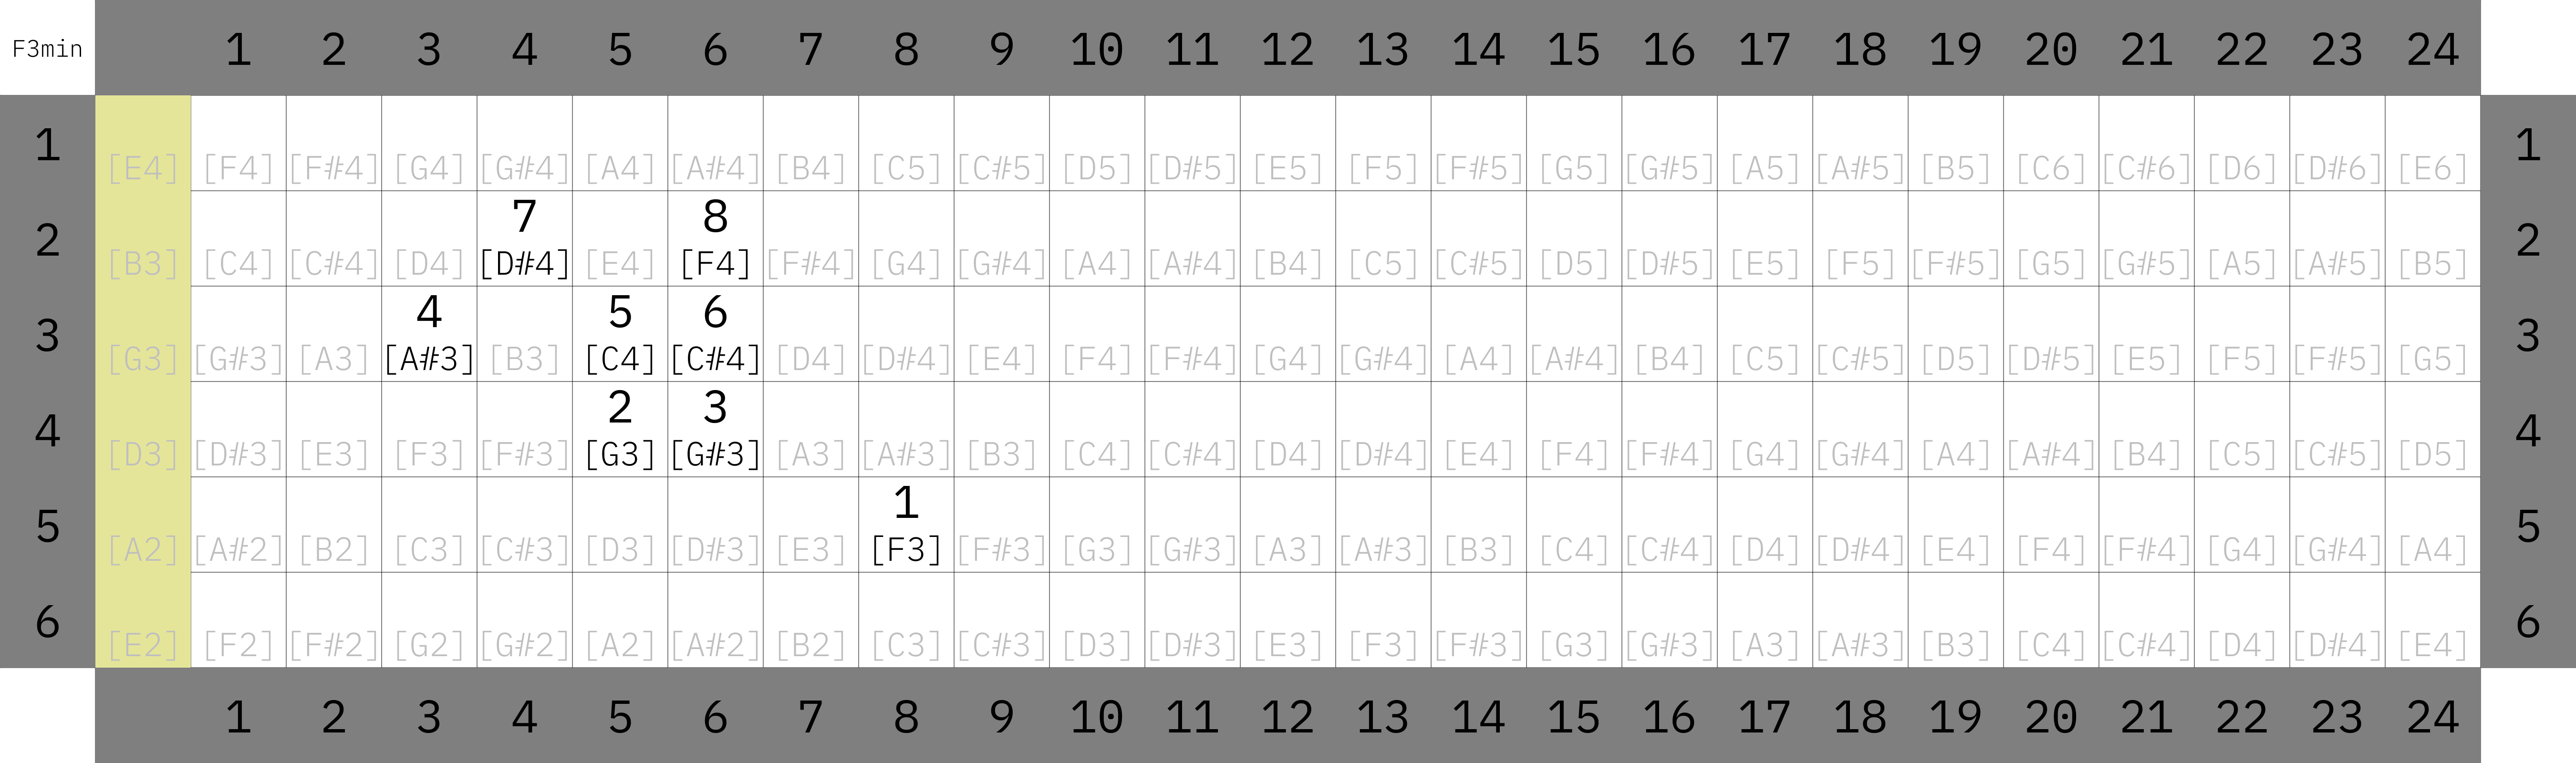 F3min 1 2 3 4 5 6 7 8 9 10 11 12 13 14 15 16 17 18 19 20 21 22 23 24
1 [E4] [F4] [F#4] [G4] [G#4] [A4] [A#4] [B4] [C5] [C#5] [D5] [D#5] [E5] [F5] [F#5] [G5] [G#5] [A5] [A#5] [B5] [C6] [C#6] [D6] [D#6] [E6] 1
7 8
2 [B3] [C4] [C#4] [D4] [D#4] [E4] [F4] [F#4] [G4] [G#4] [A4] [A#4] [B4] [C5] [C#5] [D5] [D#5] [E5] [F5] [F#5] [G5] [G#5] [A5] [A#5] [B5] 2
4 5 6
3 [G3] [G#3] [A3] [A#3] [B3] [C4] [C#4] [D4] [D#4] [E4] [F4] [F#4] [G4] [G#4] [A4] [A#4] [B4] [C5] [C#5] [D5] [D#5] [E5] [F5] [F#5] [G5] 3
2 3
4 [D3] [D#3] [E3] [F3] [F#3] [G3] [G#3] [A3] [A#3] [B3] [C4] [C#4] [D4] [D#4] [E4] [F4] [F#4] [G4] [G#4] [A4] [A#4] [B4] [C5] [C#5] [D5] 4
1
5 [A2] [A#2] [B2] [C3] [C#3] [D3] [D#3] [E3] [F3] [F#3] [G3] [G#3] [A3] [A#3] [B3] [C4] [C#4] [D4] [D#4] [E4] [F4] [F#4] [G4] [G#4] [A4] 5
6 [E2] [F2] [F#2] [G2] [G#2] [A2] [A#2] [B2] [C3] [C#3] [D3] [D#3] [E3] [F3] [F#3] [G3] [G#3] [A3] [A#3] [B3] [C4] [C#4] [D4] [D#4] [E4] 6
1 2 3 4 5 6 7 8 9 10 11 12 13 14 15 16 17 18 19 20 21 22 23 24